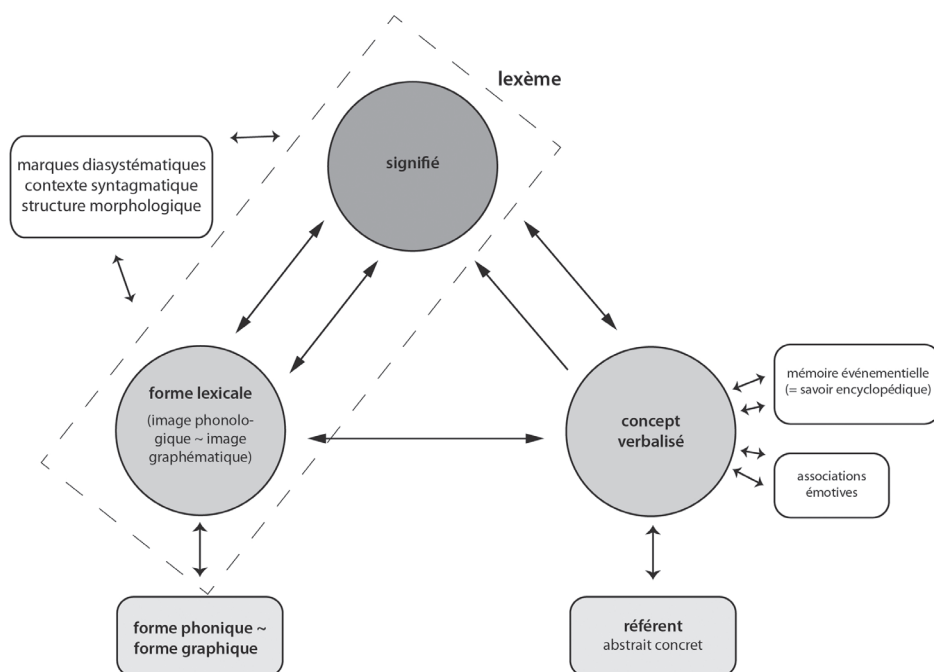 lexème
signifié
marques diasystématiques
contexte syntagmatique
structure morphologique
forme lexicale
(image phonolo-
gique ~ image
graphématique)
concept
verbalisé
mémoire événementielle
(= savoir encyclopédique)
associations
émotives
forme phonique ~
forme graphique
référent
abstrait concret